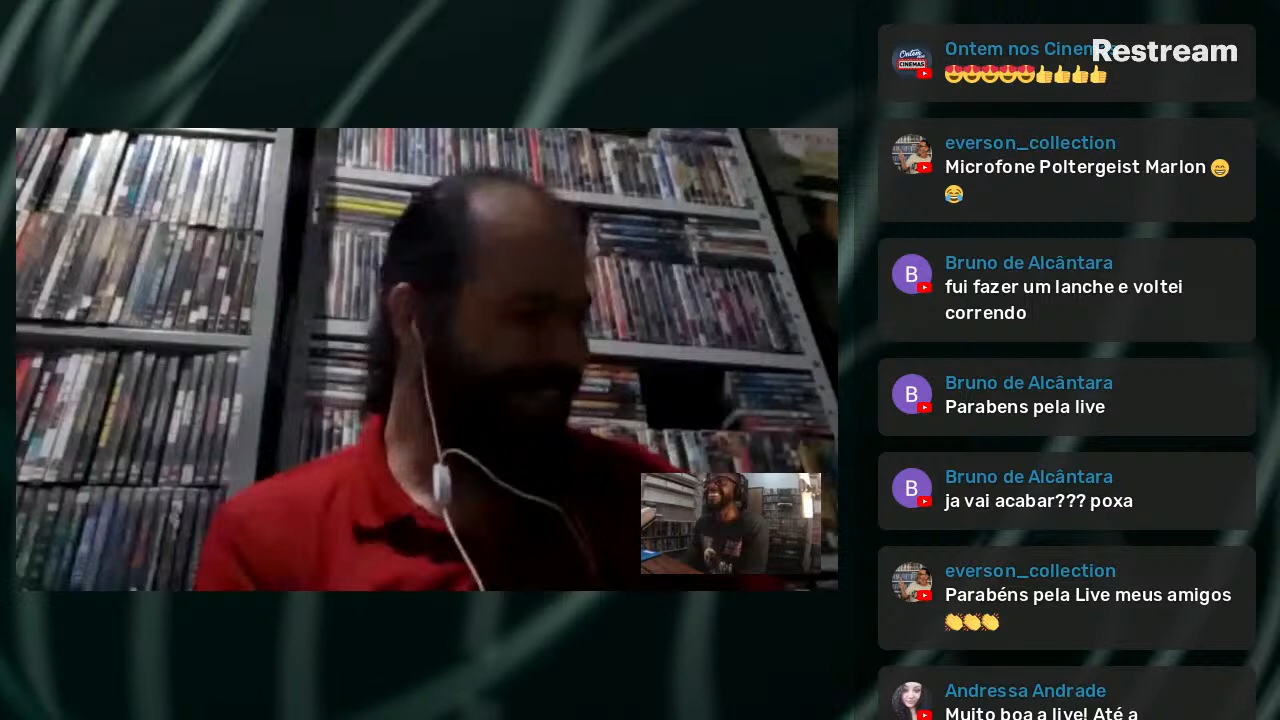 Ontem nos Cinemas
Restream
😍😍😍😍😍👍👍👍👍
everson_collection
Microfone Poltergeist Marlon 😁
😂
B
Bruno de Alcântara
fui fazer um lanche e voltei
correndo
B
Bruno de Alcântara
Parabens pela live
B
Bruno de Alcântara
ja vai acabar??? poxa
everson_collection
Parabéns pela Live meus amigos
👏👏👏
Andressa Andrade
Muito boa a live! Até a